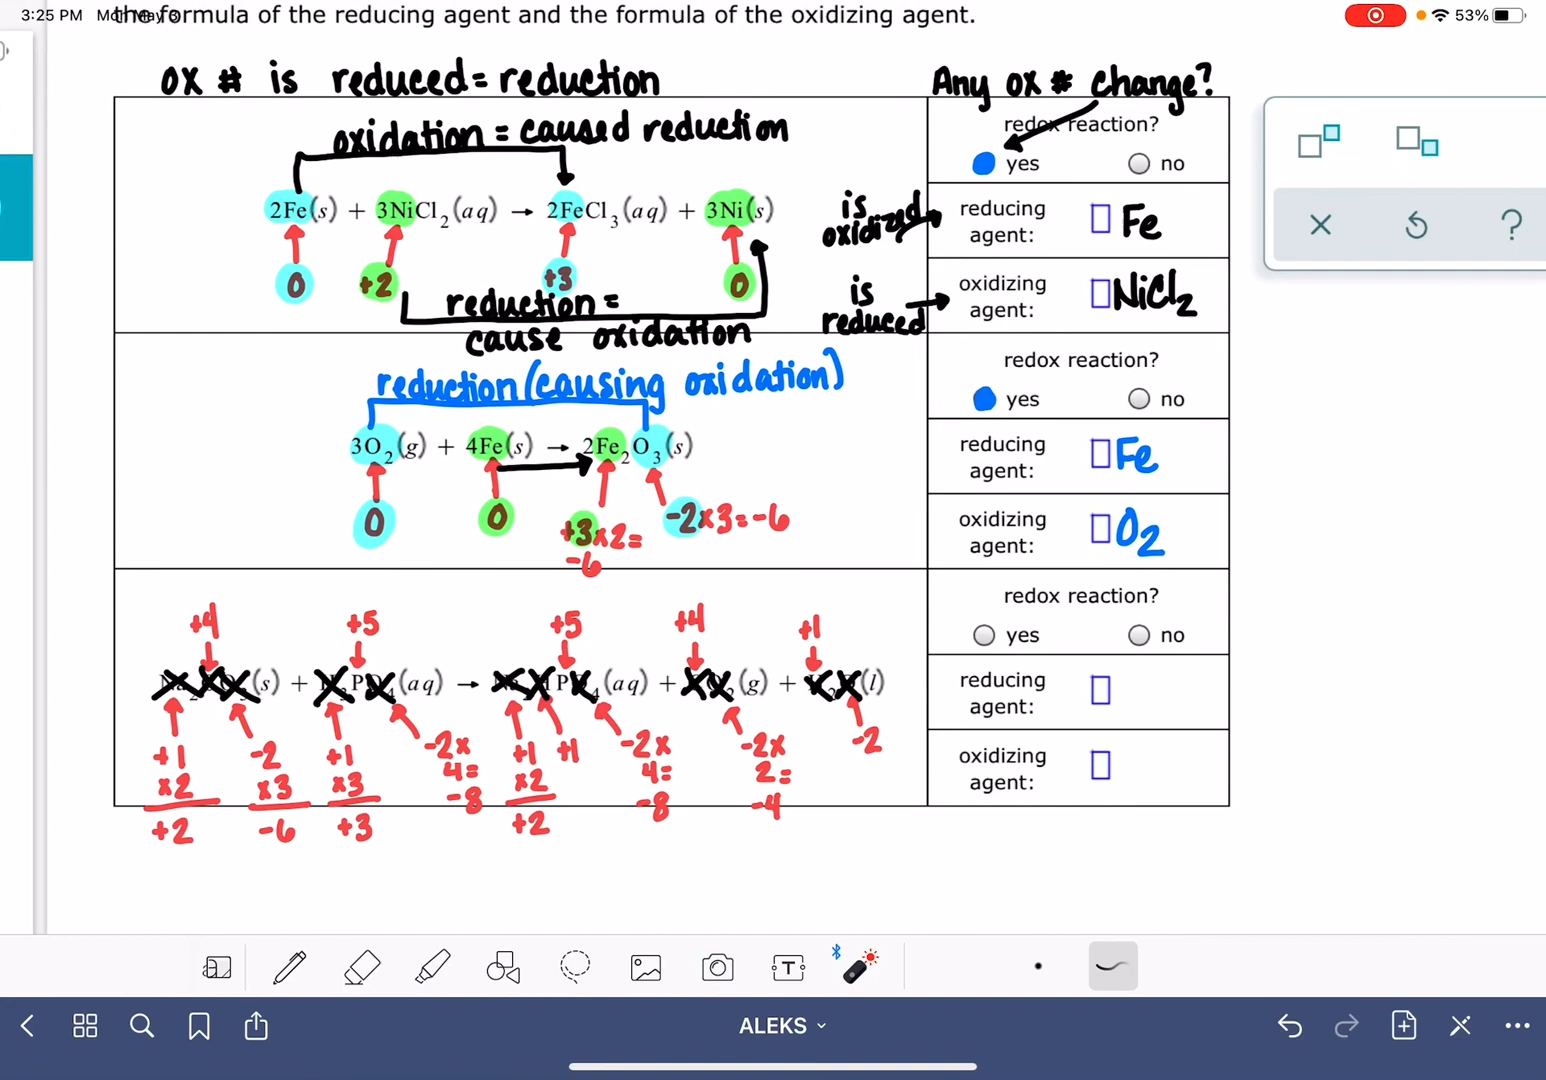 3:25 PM Mon May 3
53%
the formula of the reducing agent and the formula of the oxidizing agent.
ox # is reduced = reduction
Any ox # change?
oxidation = caused reduction
redox reaction?
yes
no
2Fe(s) + 3NiCl₂(aq) → 2FeCl₃(aq) + 3Ni(s)
0
+2
+3
0
reduction =
cause oxidation
is
oxidized
reducing
agent:
Fe
is
reduced
oxidizing
agent:
NiCl2
reduction (causing oxidation)
redox reaction?
yes
no
3O₂(g) + 4Fe(s) → 2Fe₂O₃(s)
0
0
+3x2=
-6
-2x3=-6
reducing
agent:
Fe
oxidizing
agent:
O2
redox reaction?
yes
no
+4
+5
+5
+4
+1
(s) + P (aq) → P (aq) + (g) + (l)
+1
x2
+2
-2
x3
-6
+1
x3
+3
-2x
4=
-8
+1
x2
+2
+1
-2x
4=
-8
-2x
2=
-4
-2
reducing
agent:
oxidizing
agent:
?
T
ALEKS